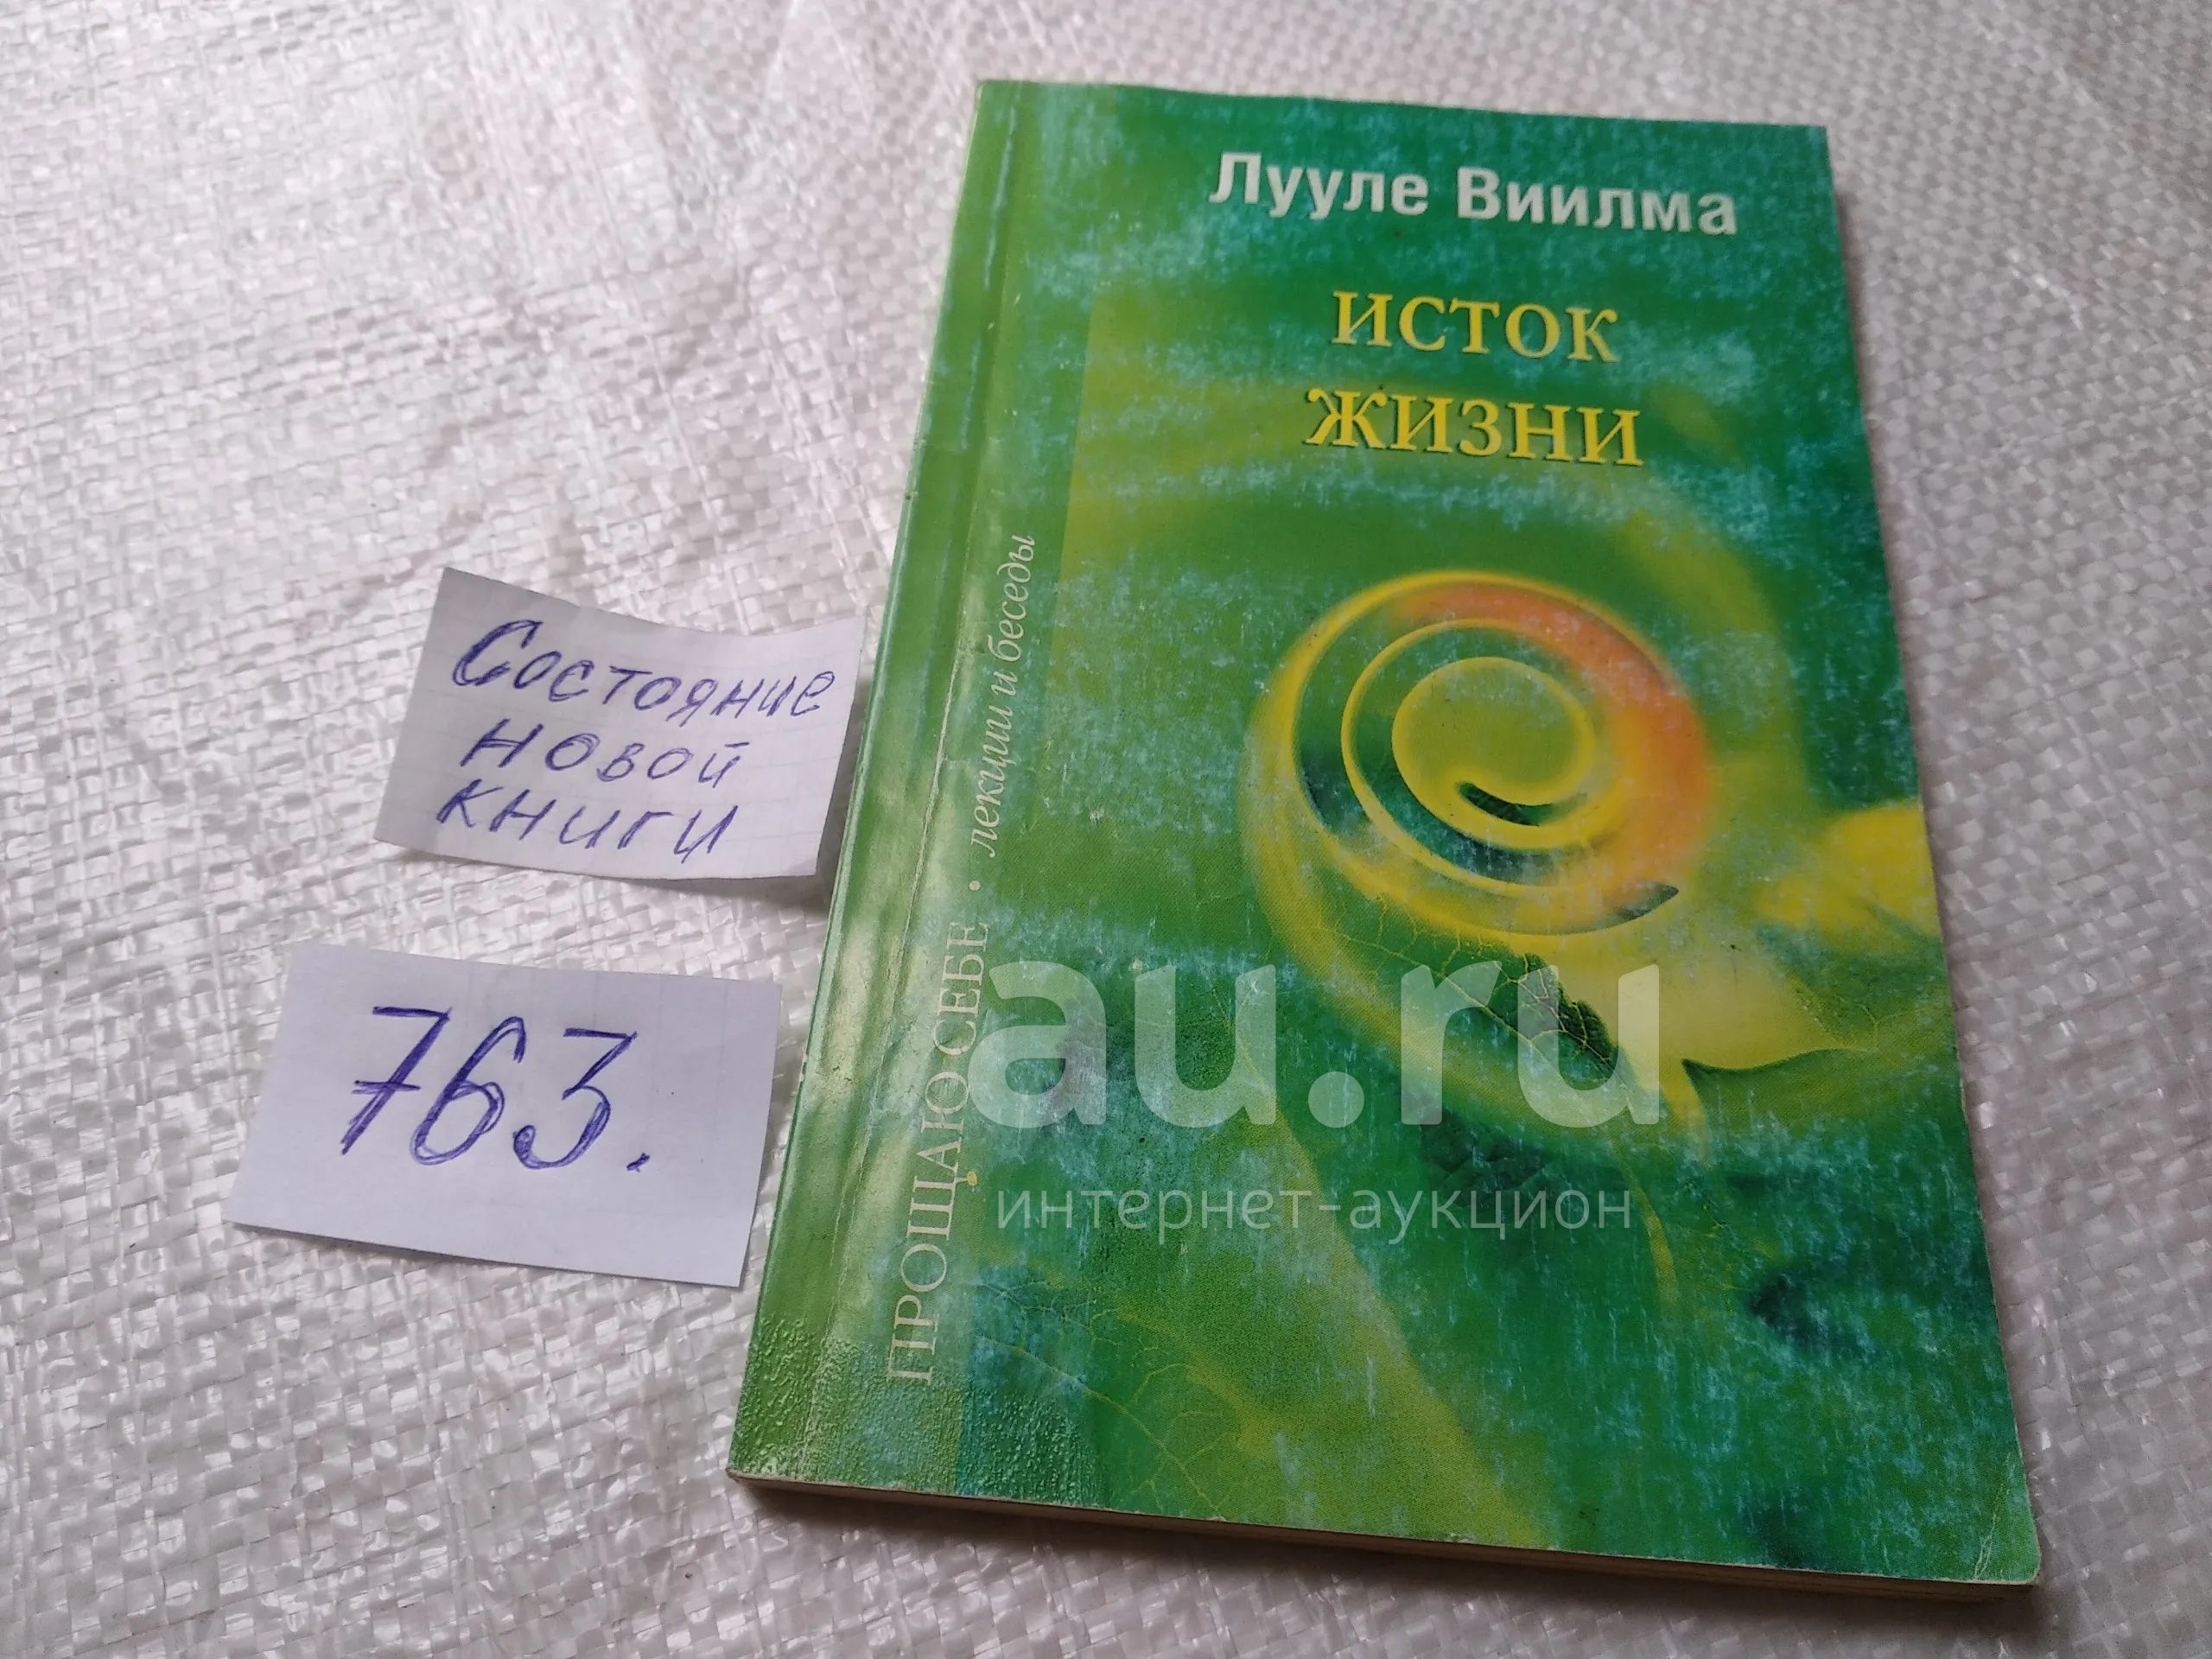 Лууле Виилма
ИСТОК
ЖИЗНИ
ПРОЩАЮ СЕБЕ • лекции и беседы
Состояние
новой
книги
763.
au.ru
интернет-аукцион